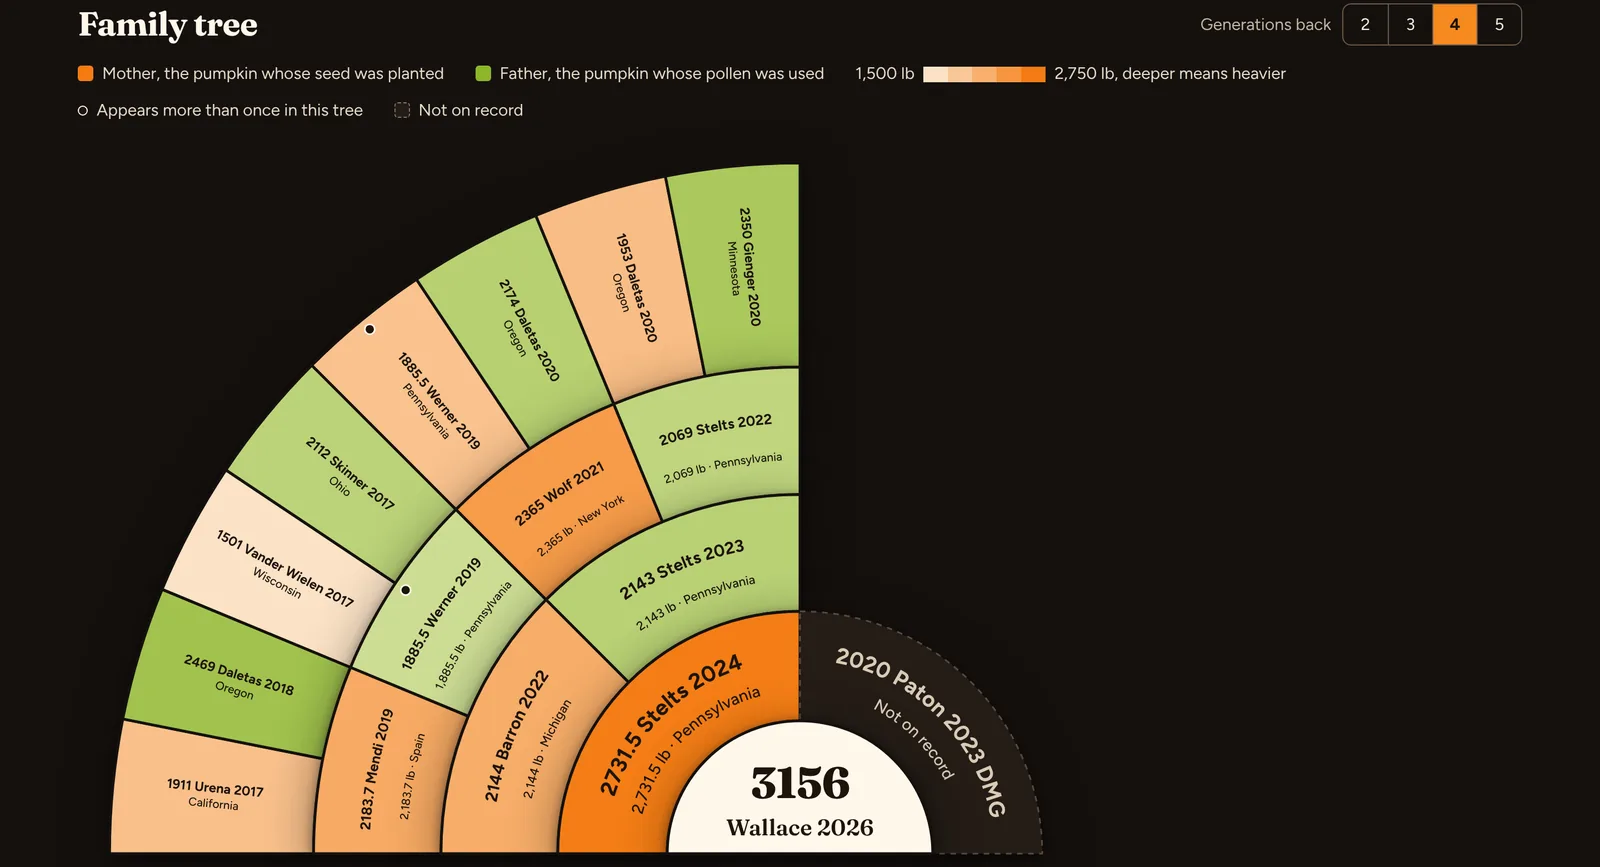 Family tree
Generations back 2 3 4 5
Mother, the pumpkin whose seed was planted
Father, the pumpkin whose pollen was used
1,500 lb
2,750 lb, deeper means heavier
Appears more than once in this tree
Not on record
1911 Urena 2017
California
2469 Daletas 2018
Oregon
1501 Vander Wielen 2017
Wisconsin
2112 Skinner 2017
Ohio
1885.5 Werner 2019
Pennsylvania
2174 Daletas 2020
Oregon
1953 Daletas 2020
Oregon
2350 Gienger 2020
Minnesota
2183.7 Mendi 2019
2,183.7 lb · Spain
1885.5 Werner 2019
1,885.5 lb · Pennsylvania
2365 Wolf 2021
2,365 lb · New York
2069 Stelts 2022
2,069 lb · Pennsylvania
2144 Barron 2022
2,144 lb · Michigan
2143 Stelts 2023
2,143 lb · Pennsylvania
2731.5 Stelts 2024
2,731.5 lb · Pennsylvania
2020 Paton 2023 DMG
Not on record
3156
Wallace 2026